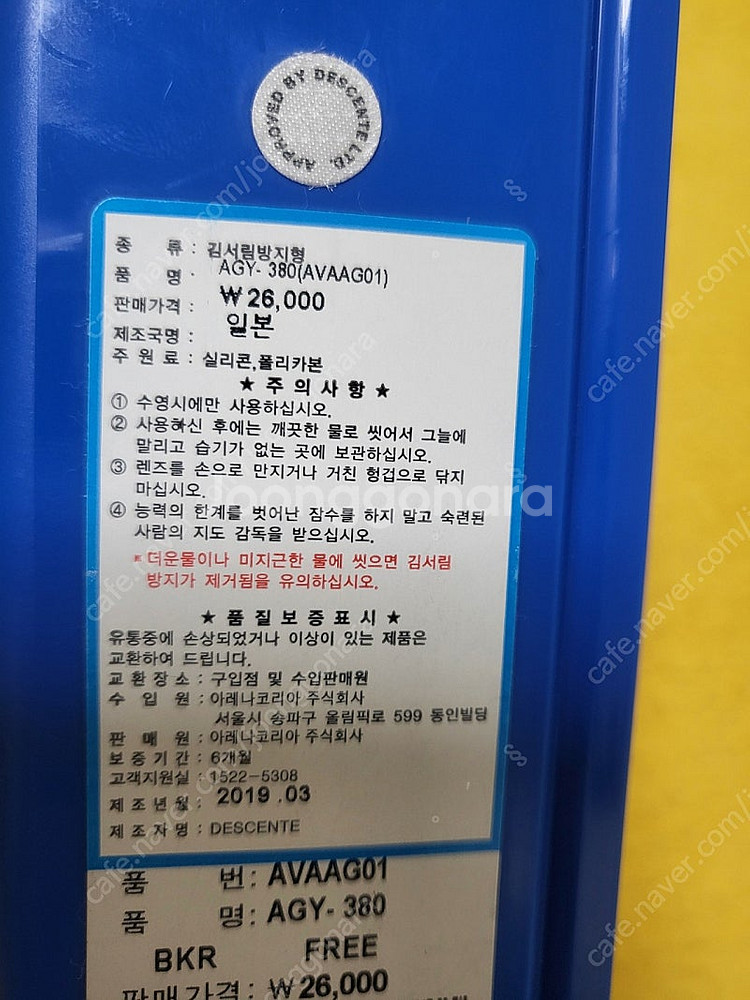 APPROVED BY DESCENTE LTD.
종 류 : 김서림방지형
품 명 : AGY- 380(AVAAG01)
판매가격 : ₩26,000
제조국명 : 일본
주 원 료 : 실리콘,폴리카본
★ 주 의 사 항 ★
① 수영시에만 사용하십시오.
② 사용하신 후에는 깨끗한 물로 씻어서 그늘에
말리고 습기가 없는 곳에 보관하십시오.
③ 렌즈를 손으로 만지거나 거친 헝겁으로 닦지
마십시오.
④ 능력의 한계를 벗어난 잠수를 하지 말고 숙련된
사람의 지도 감독을 받으십시오.
* 더운물이나 미지근한 물에 씻으면 김서림
방지가 제거됨을 유의하십시오.
★ 품 질 보 증 표 시 ★
유통중에 손상되었거나 이상이 있는 제품은
교환하여 드립니다.
교 환 장 소 : 구입점 및 수입판매원
수 입 원 : 아레나코리아 주식회사
서울시 송파구 올림픽로 599 동인빌딩
판 매 원 : 아레나코리아 주식회사
보 증 기 간 : 6개월
고객지원실 : 1522-5308
제 조 년 월 : 2019 .03
제 조 자 명 : DESCENTE
품 번: AVAAG01
품 명: AGY- 380
BKR FREE
판매가격: ₩26,000
Joonggonara